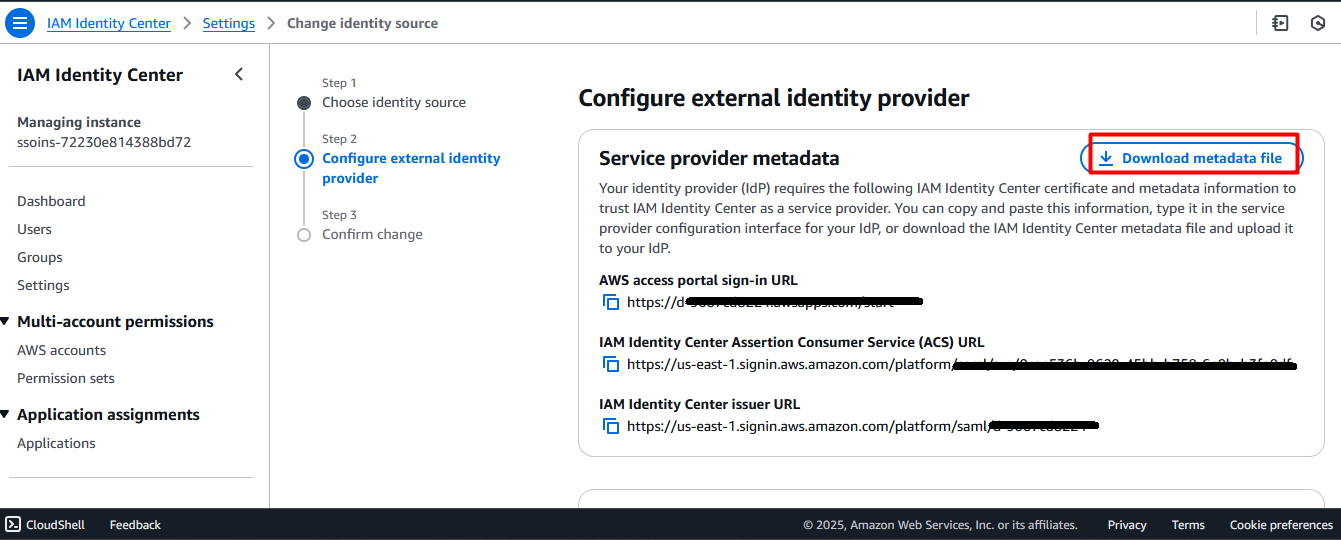 IAM Identity Center > Settings > Change identity source
IAM Identity Center
Managing instance
ssoins-72230e814388bd72
Dashboard
Users
Groups
Settings
Multi-account permissions
AWS accounts
Permission sets
Application assignments
Applications
Step 1
Choose identity source
Step 2
Configure external identity
provider
Step 3
Confirm change
Configure external identity provider
Service provider metadata
Download metadata file
Your identity provider (IdP) requires the following IAM Identity Center certificate and metadata information to
trust IAM Identity Center as a service provider. You can copy and paste this information, type it in the service
provider configuration interface for your IdP, or download the IAM Identity Center metadata file and upload it
to your IdP.
AWS access portal sign-in URL
https://d-
IAM Identity Center Assertion Consumer Service (ACS) URL
https://us-east-1.signin.aws.amazon.com/platform/
IAM Identity Center issuer URL
https://us-east-1.signin.aws.amazon.com/platform/saml/
CloudShell
Feedback
© 2025, Amazon Web Services, Inc. or its affiliates.
Privacy
Terms
Cookie preferences